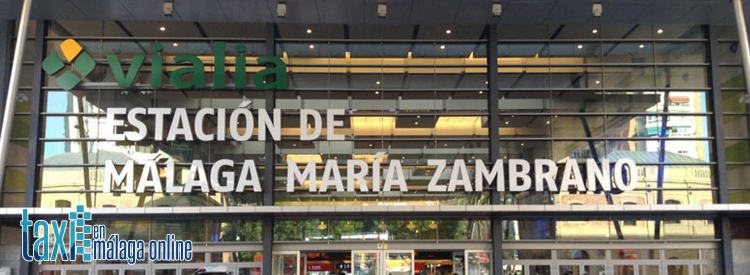 vialia
ESTACIÓN DE
MÁLAGA MARÍA ZAMBRANO
taxi en
málaga online